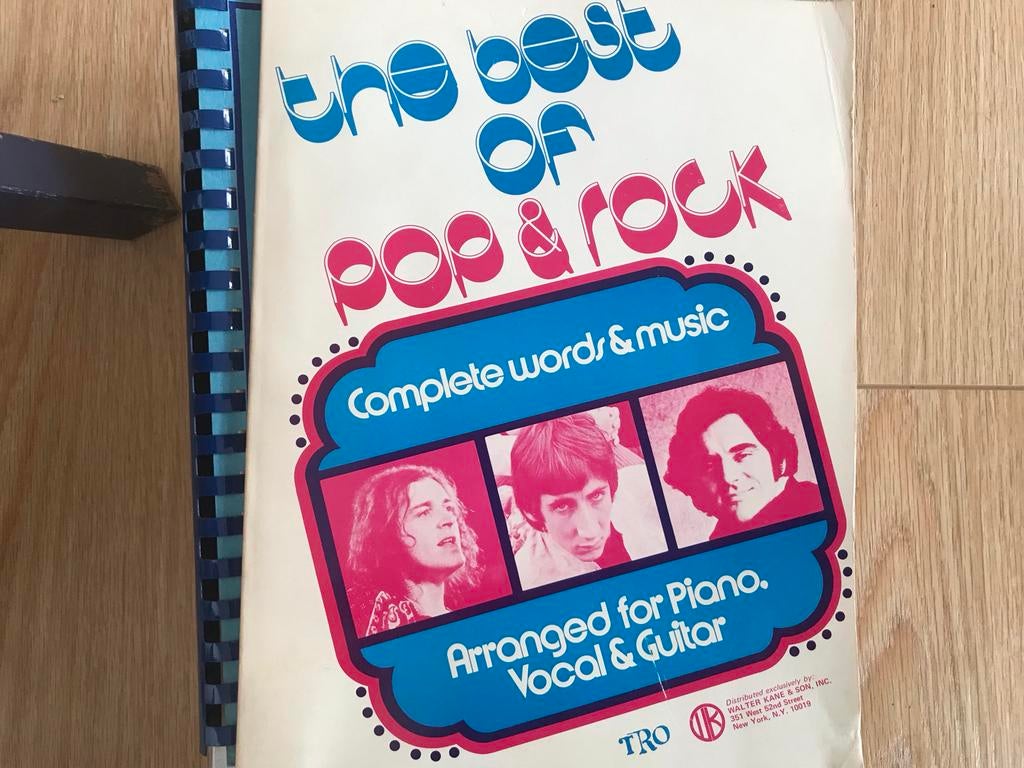 the best
of
pop & rock
Complete words & music
Arranged for Piano,
Vocal & Guitar
TRO
WK
Distributed exclusively by:
WALTER KANE & SON, INC.
351 West 52nd Street
New York, N.Y. 10019